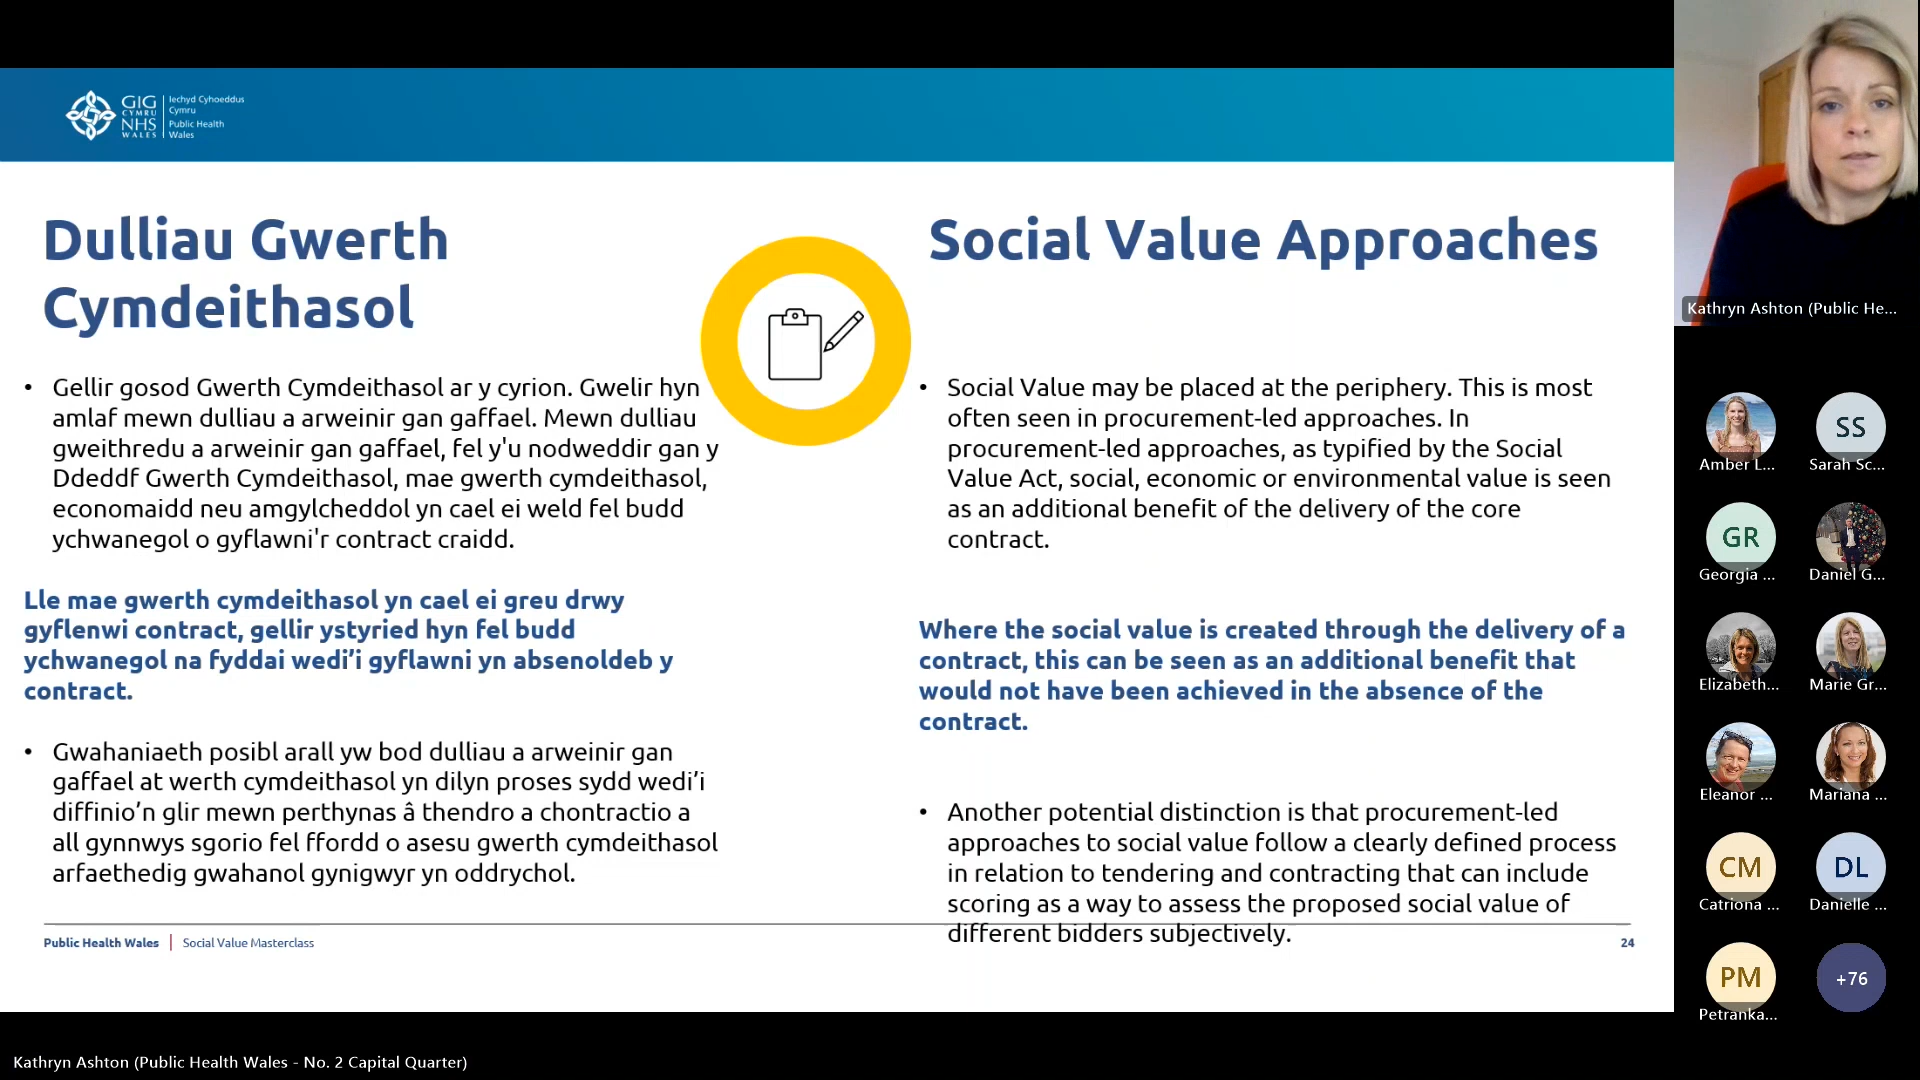 GIG
CYMRU
NHS
WALES
Iechyd Cyhoeddus
Cymru
Public Health
Wales
Dulliau Gwerth
Cymdeithasol
• Gellir gosod Gwerth Cymdeithasol ar y cyrion. Gwelir hyn
amlaf mewn dulliau a arweinir gan gaffael. Mewn dulliau
gweithredu a arweinir gan gaffael, fel y'u nodweddir gan y
Ddeddf Gwerth Cymdeithasol, mae gwerth cymdeithasol,
economaidd neu amgylcheddol yn cael ei weld fel budd
ychwanegol o gyflawni'r contract craidd.
Lle mae gwerth cymdeithasol yn cael ei greu drwy
gyflenwi contract, gellir ystyried hyn fel budd
ychwanegol na fyddai wedi’i gyflawni yn absenoldeb y
contract.
• Gwahaniaeth posibl arall yw bod dulliau a arweinir gan
gaffael at werth cymdeithasol yn dilyn proses sydd wedi’i
diffinio’n glir mewn perthynas â thendro a chontractio a
all gynnwys sgorio fel ffordd o asesu gwerth cymdeithasol
arfaethedig gwahanol gynigwyr yn oddrychol.
Social Value Approaches
• Social Value may be placed at the periphery. This is most
often seen in procurement-led approaches. In
procurement-led approaches, as typified by the Social
Value Act, social, economic or environmental value is seen
as an additional benefit of the delivery of the core
contract.
Where the social value is created through the delivery of a
contract, this can be seen as an additional benefit that
would not have been achieved in the absence of the
contract.
• Another potential distinction is that procurement-led
approaches to social value follow a clearly defined process
in relation to tendering and contracting that can include
scoring as a way to assess the proposed social value of
different bidders subjectively.
Public Health Wales | Social Value Masterclass
24
Kathryn Ashton (Public He...
Amber L...
SS
Sarah Sc...
GR
Georgia ...
Daniel G...
Elizabeth...
Marie Gr...
Eleanor ...
Mariana ...
CM
Catriona ...
DL
Danielle ...
PM
Petranka...
+76
Kathryn Ashton (Public Health Wales - No. 2 Capital Quarter)